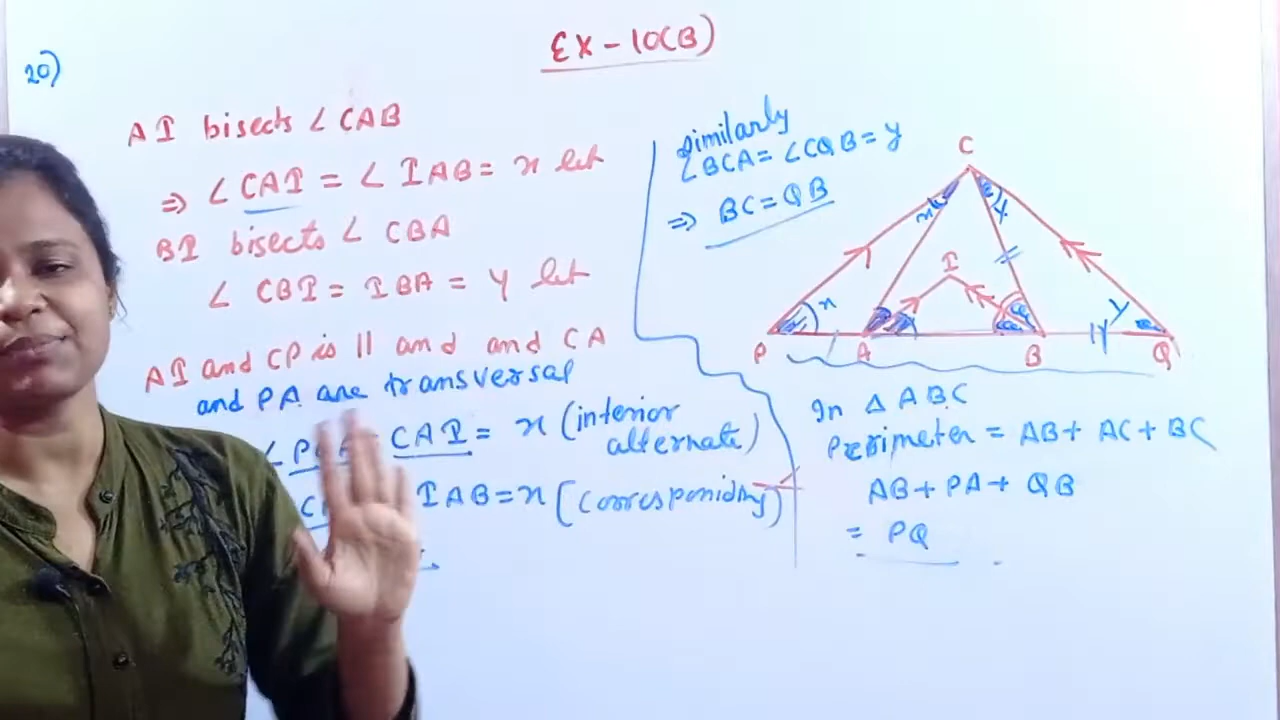 EX - 10(B)
20)
AI bisects ∠ CAB
⇒ ∠ CAI = ∠ IAB = x let
BI bisects ∠ CBA
∠ CBI = IBA = y let
AI and CP is || and and CA
and PA are transversal
CAI = x (interior
alternate)
IAB = x (corresponding)
Similarly
∠BCA = ∠CQB = y
⇒ BC = QB
C
x
y
I
x
y
y
P
A
B
Q
In △ ABC
Perimeter = AB + AC + BC
AB + PA + QB
= PQ